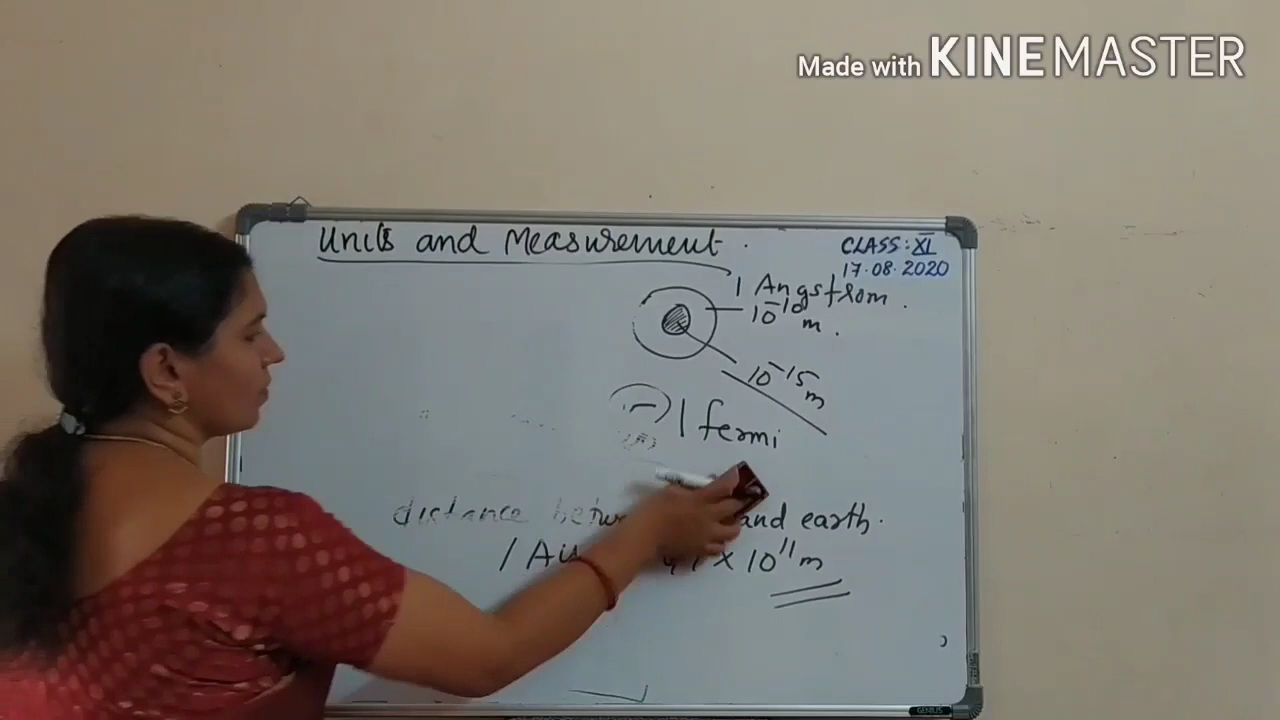 Made with KINEMASTER
Units and Measurement .
CLASS: XI
17.08.2020
1 Angstrom .
10⁻¹⁰ m .
10⁻¹⁵ m
1 fermi
distance and earth.
1 × 10¹¹ m
GENIUS